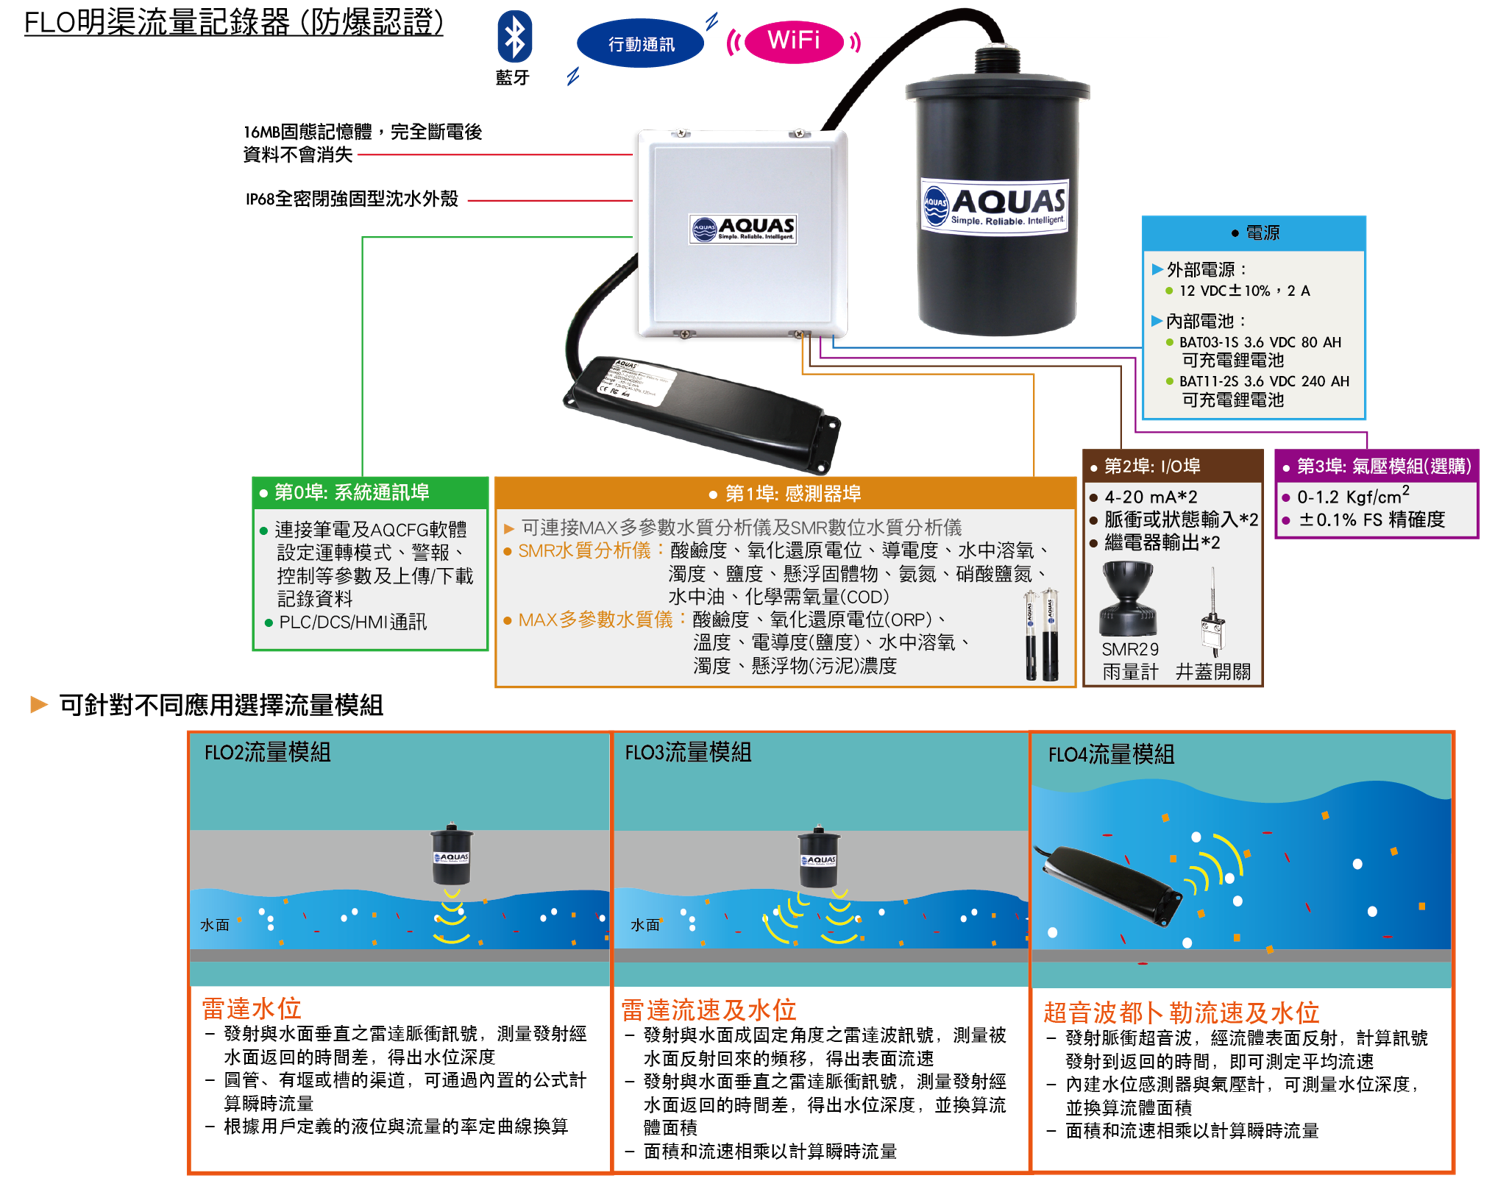 FLO明渠流量記錄器 (防爆認證)
藍牙
行動通訊
WiFi
16MB固態記憶體，完全斷電後
資料不會消失
IP68全密閉強固型沈水外殼
AQUAS
AQUAS
Simple. Reliable. Intelligent.
AQUAS
AQUAS
Simple. Reliable. Intelligent.
AQUAS
● 電源
▶外部電源：
● 12 VDC±10%，2 A
▶內部電池：
● BAT03-1S 3.6 VDC 80 AH
可充電鋰電池
● BAT11-2S 3.6 VDC 240 AH
可充電鋰電池
● 第0埠: 系統通訊埠
● 連接筆電及AQCFG軟體
設定運轉模式、警報、
控制等參數及上傳/下載
記錄資料
● PLC/DCS/HMI通訊
● 第1埠: 感測器埠
▶ 可連接MAX多參數水質分析儀及SMR數位水質分析儀
● SMR水質分析儀：酸鹼度、氧化還原電位、導電度、水中溶氧、
濁度、鹽度、懸浮固體物、氨氮、硝酸鹽氮、
水中油、化學需氧量(COD)
● MAX多參數水質儀：酸鹼度、氧化還原電位(ORP)、
溫度、電導度(鹽度)、水中溶氧、
濁度、懸浮物(污泥)濃度
AQUAS
AQUAS
● 第2埠: I/O埠
● 4-20 mA*2
● 脈衝或狀態輸入*2
● 繼電器輸出*2
SMR29
雨量計
井蓋開關
● 第3埠: 氣壓模組(選購)
● 0-1.2 Kgf/cm2
● ±0.1% FS 精確度
▶ 可針對不同應用選擇流量模組
FLO2流量模組
AQUAS
水面
雷達水位
– 發射與水面垂直之雷達脈衝訊號，測量發射經
水面返回的時間差，得出水位深度
– 圓管、有堰或槽的渠道，可通過內置的公式計
算瞬時流量
– 根據用戶定義的液位與流量的率定曲線換算
FLO3流量模組
AQUAS
水面
雷達流速及水位
– 發射與水面成固定角度之雷達波訊號，測量被
水面反射回來的頻移，得出表面流速
– 發射與水面垂直之雷達脈衝訊號，測量發射經
水面返回的時間差，得出水位深度，並換算流
體面積
– 面積和流速相乘以計算瞬時流量
FLO4流量模組
超音波都卜勒流速及水位
– 發射脈衝超音波，經流體表面反射，計算訊號
發射到返回的時間，即可測定平均流速
– 內建水位感測器與氣壓計，可測量水位深度，
並換算流體面積
– 面積和流速相乘以計算瞬時流量